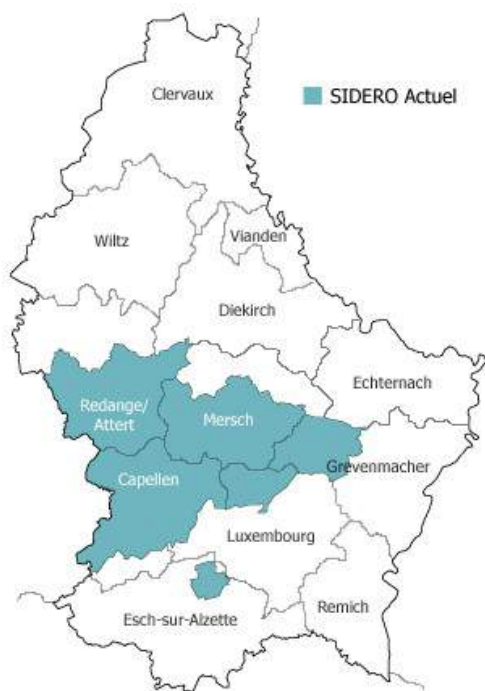 Clervaux
SIDERO Actuel
Wiltz
Vianden
Diekirch
Echternach
Redange/
Attert
Mersch
Grevenmacher
Capellen
Luxembourg
Esch-sur-Alzette
Remich